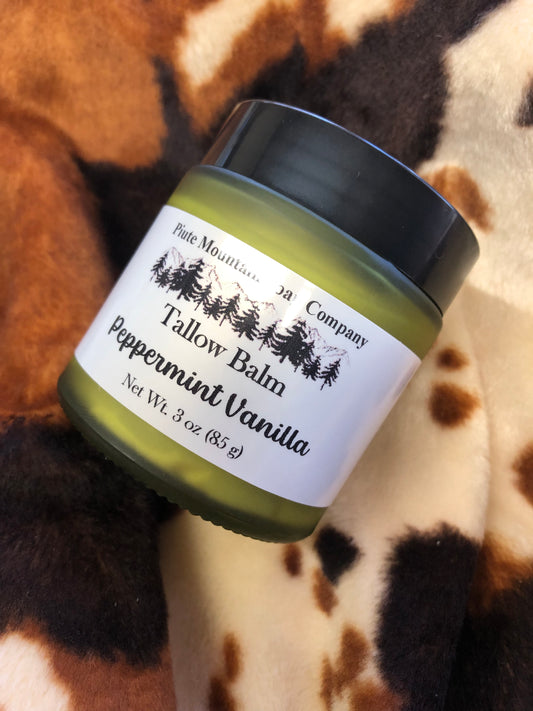 Piute Mountain Soap Company
Tallow Balm
Peppermint Vanilla
Net Wt. 3 oz. (85 g)